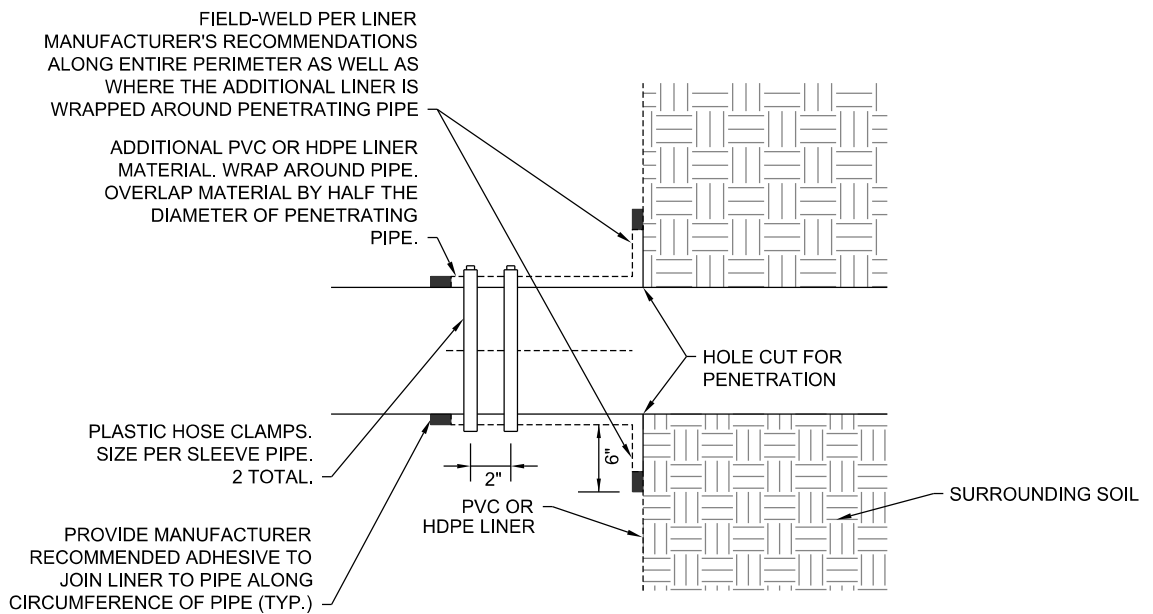 FIELD-WELD PER LINER
MANUFACTURER'S RECOMMENDATIONS
ALONG ENTIRE PERIMETER AS WELL AS
WHERE THE ADDITIONAL LINER IS
WRAPPED AROUND PENETRATING PIPE
ADDITIONAL PVC OR HDPE LINER
MATERIAL. WRAP AROUND PIPE.
OVERLAP MATERIAL BY HALF THE
DIAMETER OF PENETRATING
PIPE.
HOLE CUT FOR
PENETRATION
PLASTIC HOSE CLAMPS.
SIZE PER SLEEVE PIPE.
2 TOTAL.
2"
6"
PVC OR
HDPE LINER
SURROUNDING SOIL
PROVIDE MANUFACTURER
RECOMMENDED ADHESIVE TO
JOIN LINER TO PIPE ALONG
CIRCUMFERENCE OF PIPE (TYP.)